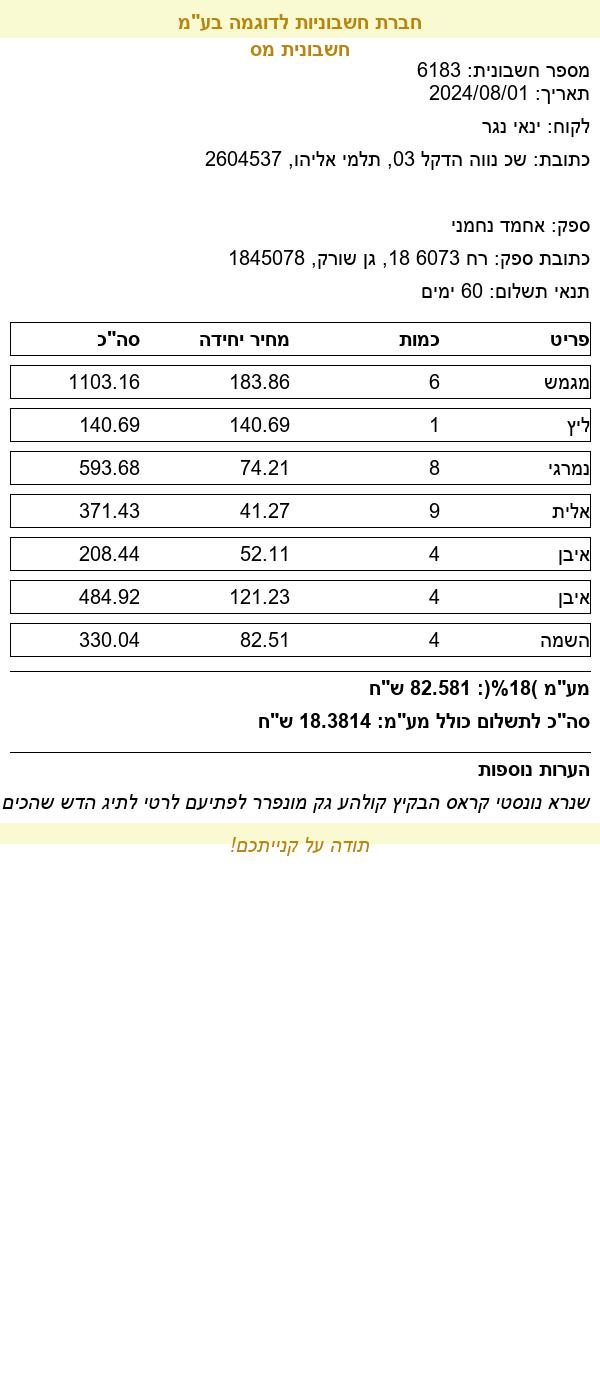 חברת חשבוניות לדוגמה בע"מ
חשבונית מס
מספר חשבונית: 6183
תאריך: 2024/08/01
לקוח: ינאי נגר
כתובת: שכ נווה הדקל 03, תלמי אליהו, 2604537
ספק: אחמד נחמני
כתובת ספק: רח 6073 18, גן שורק, 1845078
תנאי תשלום: 60 ימים
פריט כמות מחיר יחידה סה"כ
מגמש 6 183.86 1103.16
ליץ 1 140.69 140.69
נמרגי 8 74.21 593.68
אלית 9 41.27 371.43
איבן 4 52.11 208.44
איבן 4 121.23 484.92
השמה 4 82.51 330.04
מע"מ )18%(: 82.581 ש"ח
סה"כ לתשלום כולל מע"מ: 18.3814 ש"ח
הערות נוספות
שנרא נונסטי קראס הבקיץ קולהע גק מונפרר לפתיעם לרטי לתיג הדש שהכים
תודה על קנייתכם!